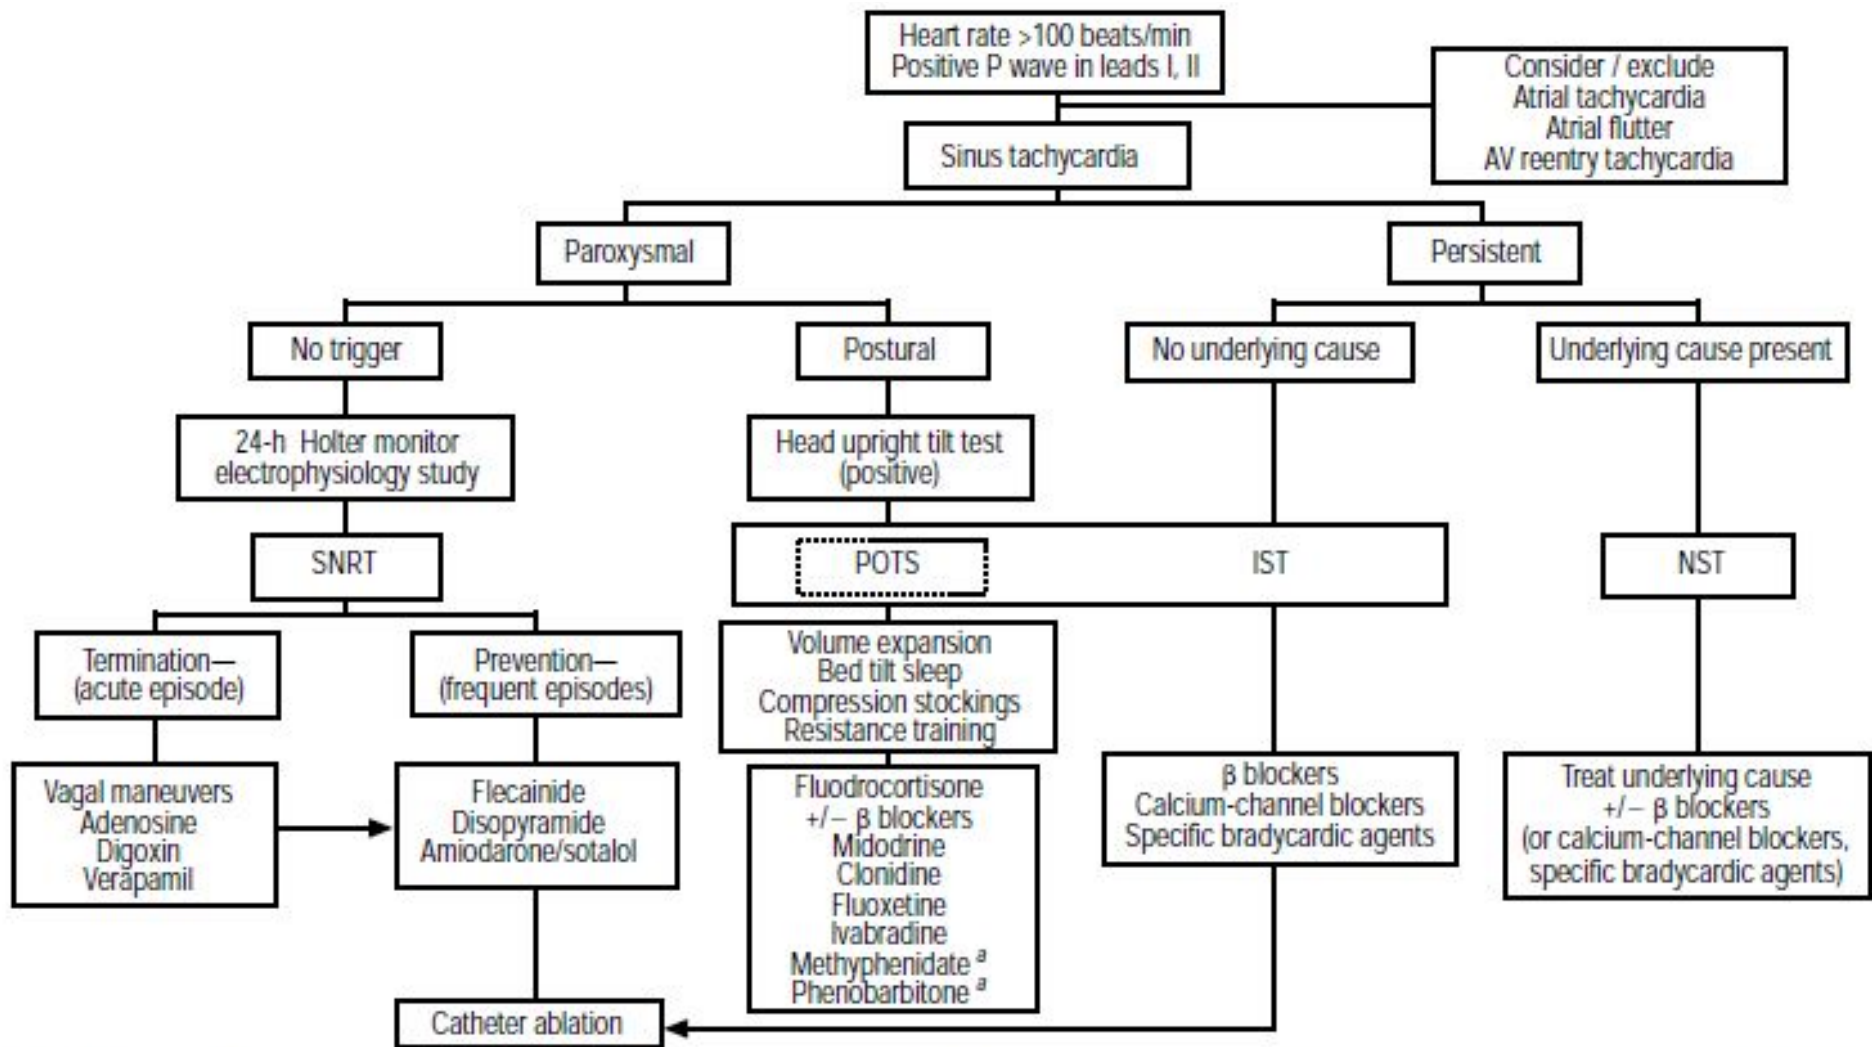 Heart rate >100 beats/min
Positive P wave in leads I, II
Consider / exclude
Atrial tachycardia
Atrial flutter
AV reentry tachycardia
Sinus tachycardia
Paroxysmal
Persistent
No trigger
Postural
No underlying cause
Underlying cause present
24-h Holter monitor
electrophysiology study
Head upright tilt test
(positive)
SNRT
POTS
IST
NST
Termination—
(acute episode)
Prevention—
(frequent episodes)
Volume expansion
Bed tilt sleep
Compression stockings
Resistance training
Vagal maneuvers
Adenosine
Digoxin
Verapamil
Flecainide
Disopyramide
Amiodarone/sotalol
Fludrocortisone
+/– β blockers
Midodrine
Clonidine
Fluoxetine
Ivabradine
Methyphenidate a
Phenobarbitone a
β blockers
Calcium-channel blockers
Specific bradycardic agents
Treat underlying cause
+/– β blockers
(or calcium-channel blockers,
specific bradycardic agents)
Catheter ablation